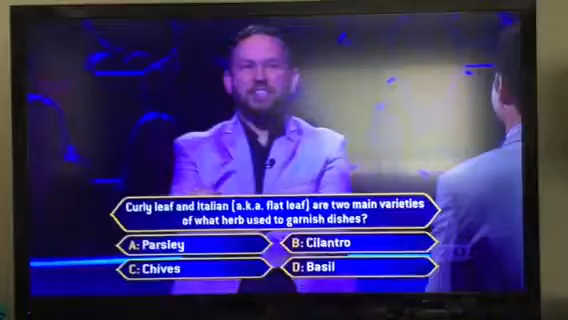 Curly leaf and Italian (a.k.a. flat leaf) are two main varieties
of what herb used to garnish dishes?
A: Parsley
B: Cilantro
C: Chives
D: Basil